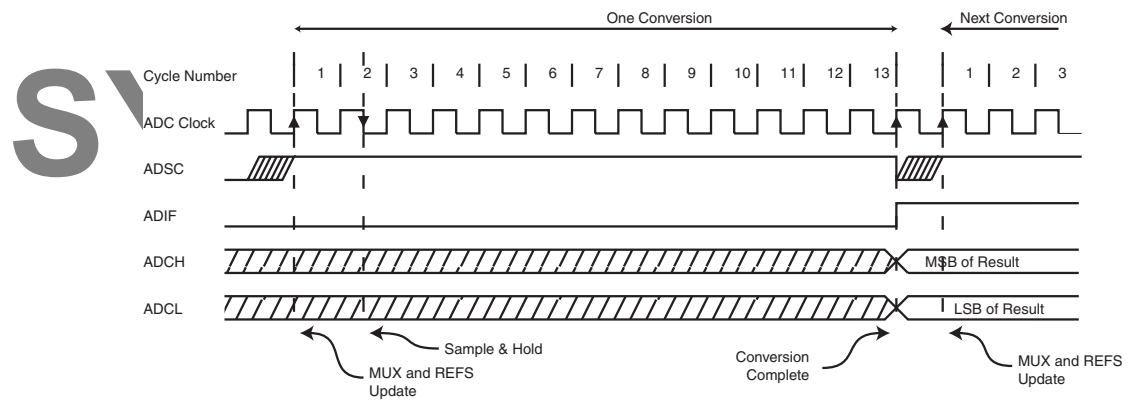 One Conversion
Next Conversion
Cycle Number 1 2 3 4 5 6 7 8 9 10 11 12 13 1 2 3
ADC Clock
ADSC
ADIF
ADCH
MSB of Result
ADCL
LSB of Result
Sample & Hold
MUX and REFS
Update
Conversion
Complete
MUX and REFS
Update
S